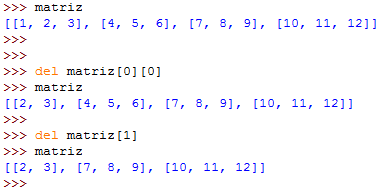 >>> matriz
[[1, 2, 3], [4, 5, 6], [7, 8, 9], [10, 11, 12]]
>>>
>>>
>>> del matriz[0][0]
>>> matriz
[[2, 3], [4, 5, 6], [7, 8, 9], [10, 11, 12]]
>>>
>>> del matriz[1]
>>> matriz
[[2, 3], [7, 8, 9], [10, 11, 12]]
>>>